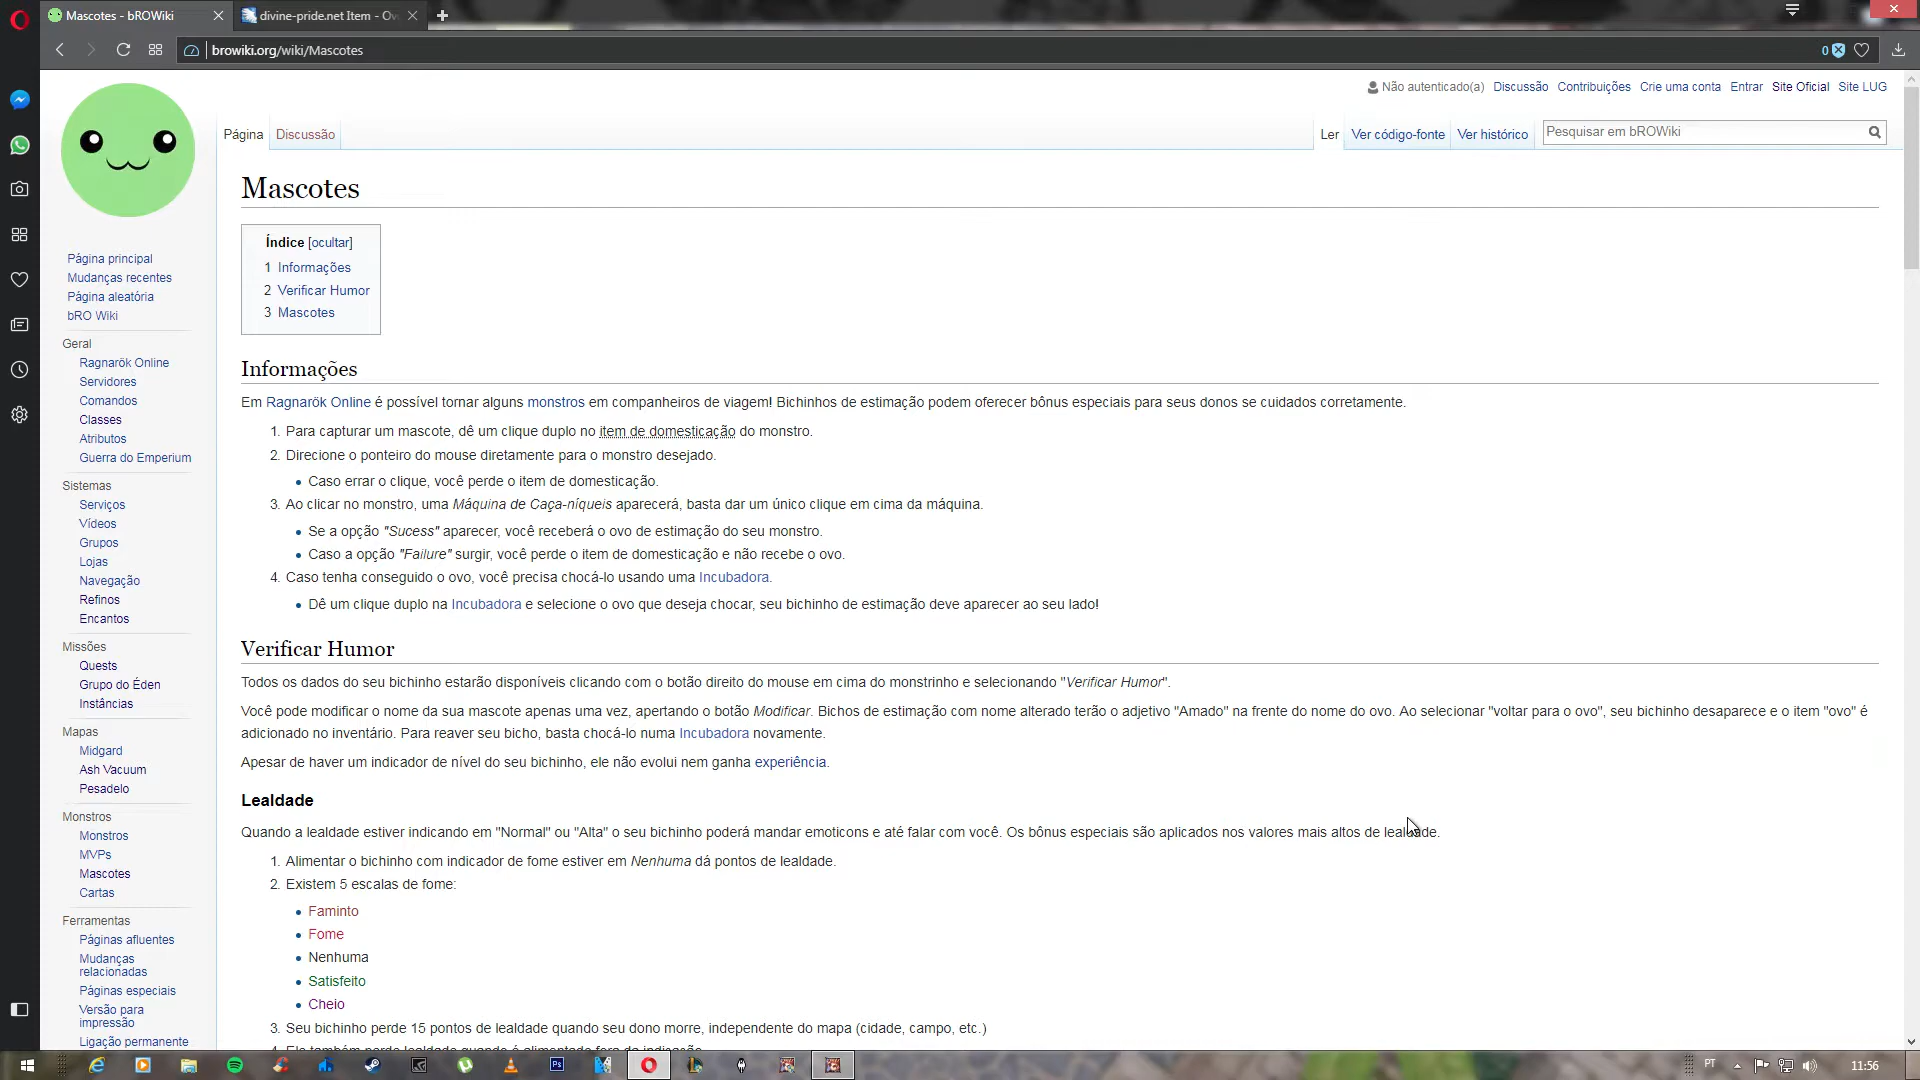 Mascotes - bROWiki
divine-pride.net Item - Ov
browiki.org/wiki/Mascotes
0
Não autenticado(a) Discussão Contribuições Crie uma conta Entrar Site Oficial Site LUG
Página Discussão Ler Ver código-fonte Ver histórico Pesquisar em bROWiki
Mascotes
Índice [ocultar]
1 Informações
2 Verificar Humor
3 Mascotes
Página principal
Mudanças recentes
Página aleatória
bRO Wiki
Geral
Ragnarök Online
Servidores
Comandos
Classes
Atributos
Guerra do Emperium
Sistemas
Serviços
Vídeos
Grupos
Lojas
Navegação
Refinos
Encantos
Missões
Quests
Grupo do Éden
Instâncias
Mapas
Midgard
Ash Vacuum
Pesadelo
Monstros
Monstros
MVPs
Mascotes
Cartas
Ferramentas
Páginas afluentes
Mudanças
relacionadas
Páginas especiais
Versão para
impressão
Ligação permanente
Informações
Em Ragnarök Online é possível tornar alguns monstros em companheiros de viagem! Bichinhos de estimação podem oferecer bônus especiais para seus donos se cuidados corretamente.
1. Para capturar um mascote, dê um clique duplo no item de domesticação do monstro.
2. Direcione o ponteiro do mouse diretamente para o monstro desejado.
Caso errar o clique, você perde o item de domesticação.
3. Ao clicar no monstro, uma Máquina de Caça-níqueis aparecerá, basta dar um único clique em cima da máquina.
Se a opção "Sucess" aparecer, você receberá o ovo de estimação do seu monstro.
Caso a opção "Failure" surgir, você perde o item de domesticação e não recebe o ovo.
4. Caso tenha conseguido o ovo, você precisa chocá-lo usando uma Incubadora.
Dê um clique duplo na Incubadora e selecione o ovo que deseja chocar, seu bichinho de estimação deve aparecer ao seu lado!
Verificar Humor
Todos os dados do seu bichinho estarão disponíveis clicando com o botão direito do mouse em cima do monstrinho e selecionando "Verificar Humor".
Você pode modificar o nome da sua mascote apenas uma vez, apertando o botão Modificar. Bichos de estimação com nome alterado terão o adjetivo "Amado" na frente do nome do ovo. Ao selecionar "voltar para o ovo", seu bichinho desaparece e o item "ovo" é
adicionado no inventário. Para reaver seu bicho, basta chocá-lo numa Incubadora novamente.
Apesar de haver um indicador de nível do seu bichinho, ele não evolui nem ganha experiência.
Lealdade
Quando a lealdade estiver indicando em "Normal" ou "Alta" o seu bichinho poderá mandar emoticons e até falar com você. Os bônus especiais são aplicados nos valores mais altos de lealdade.
1. Alimentar o bichinho com indicador de fome estiver em Nenhuma dá pontos de lealdade.
2. Existem 5 escalas de fome:
Faminto
Fome
Nenhuma
Satisfeito
Cheio
3. Seu bichinho perde 15 pontos de lealdade quando seu dono morre, independente do mapa (cidade, campo, etc.)
4. Ele também perde lealdade quando é alimentado fora da indicação
Ps
PT
11:56